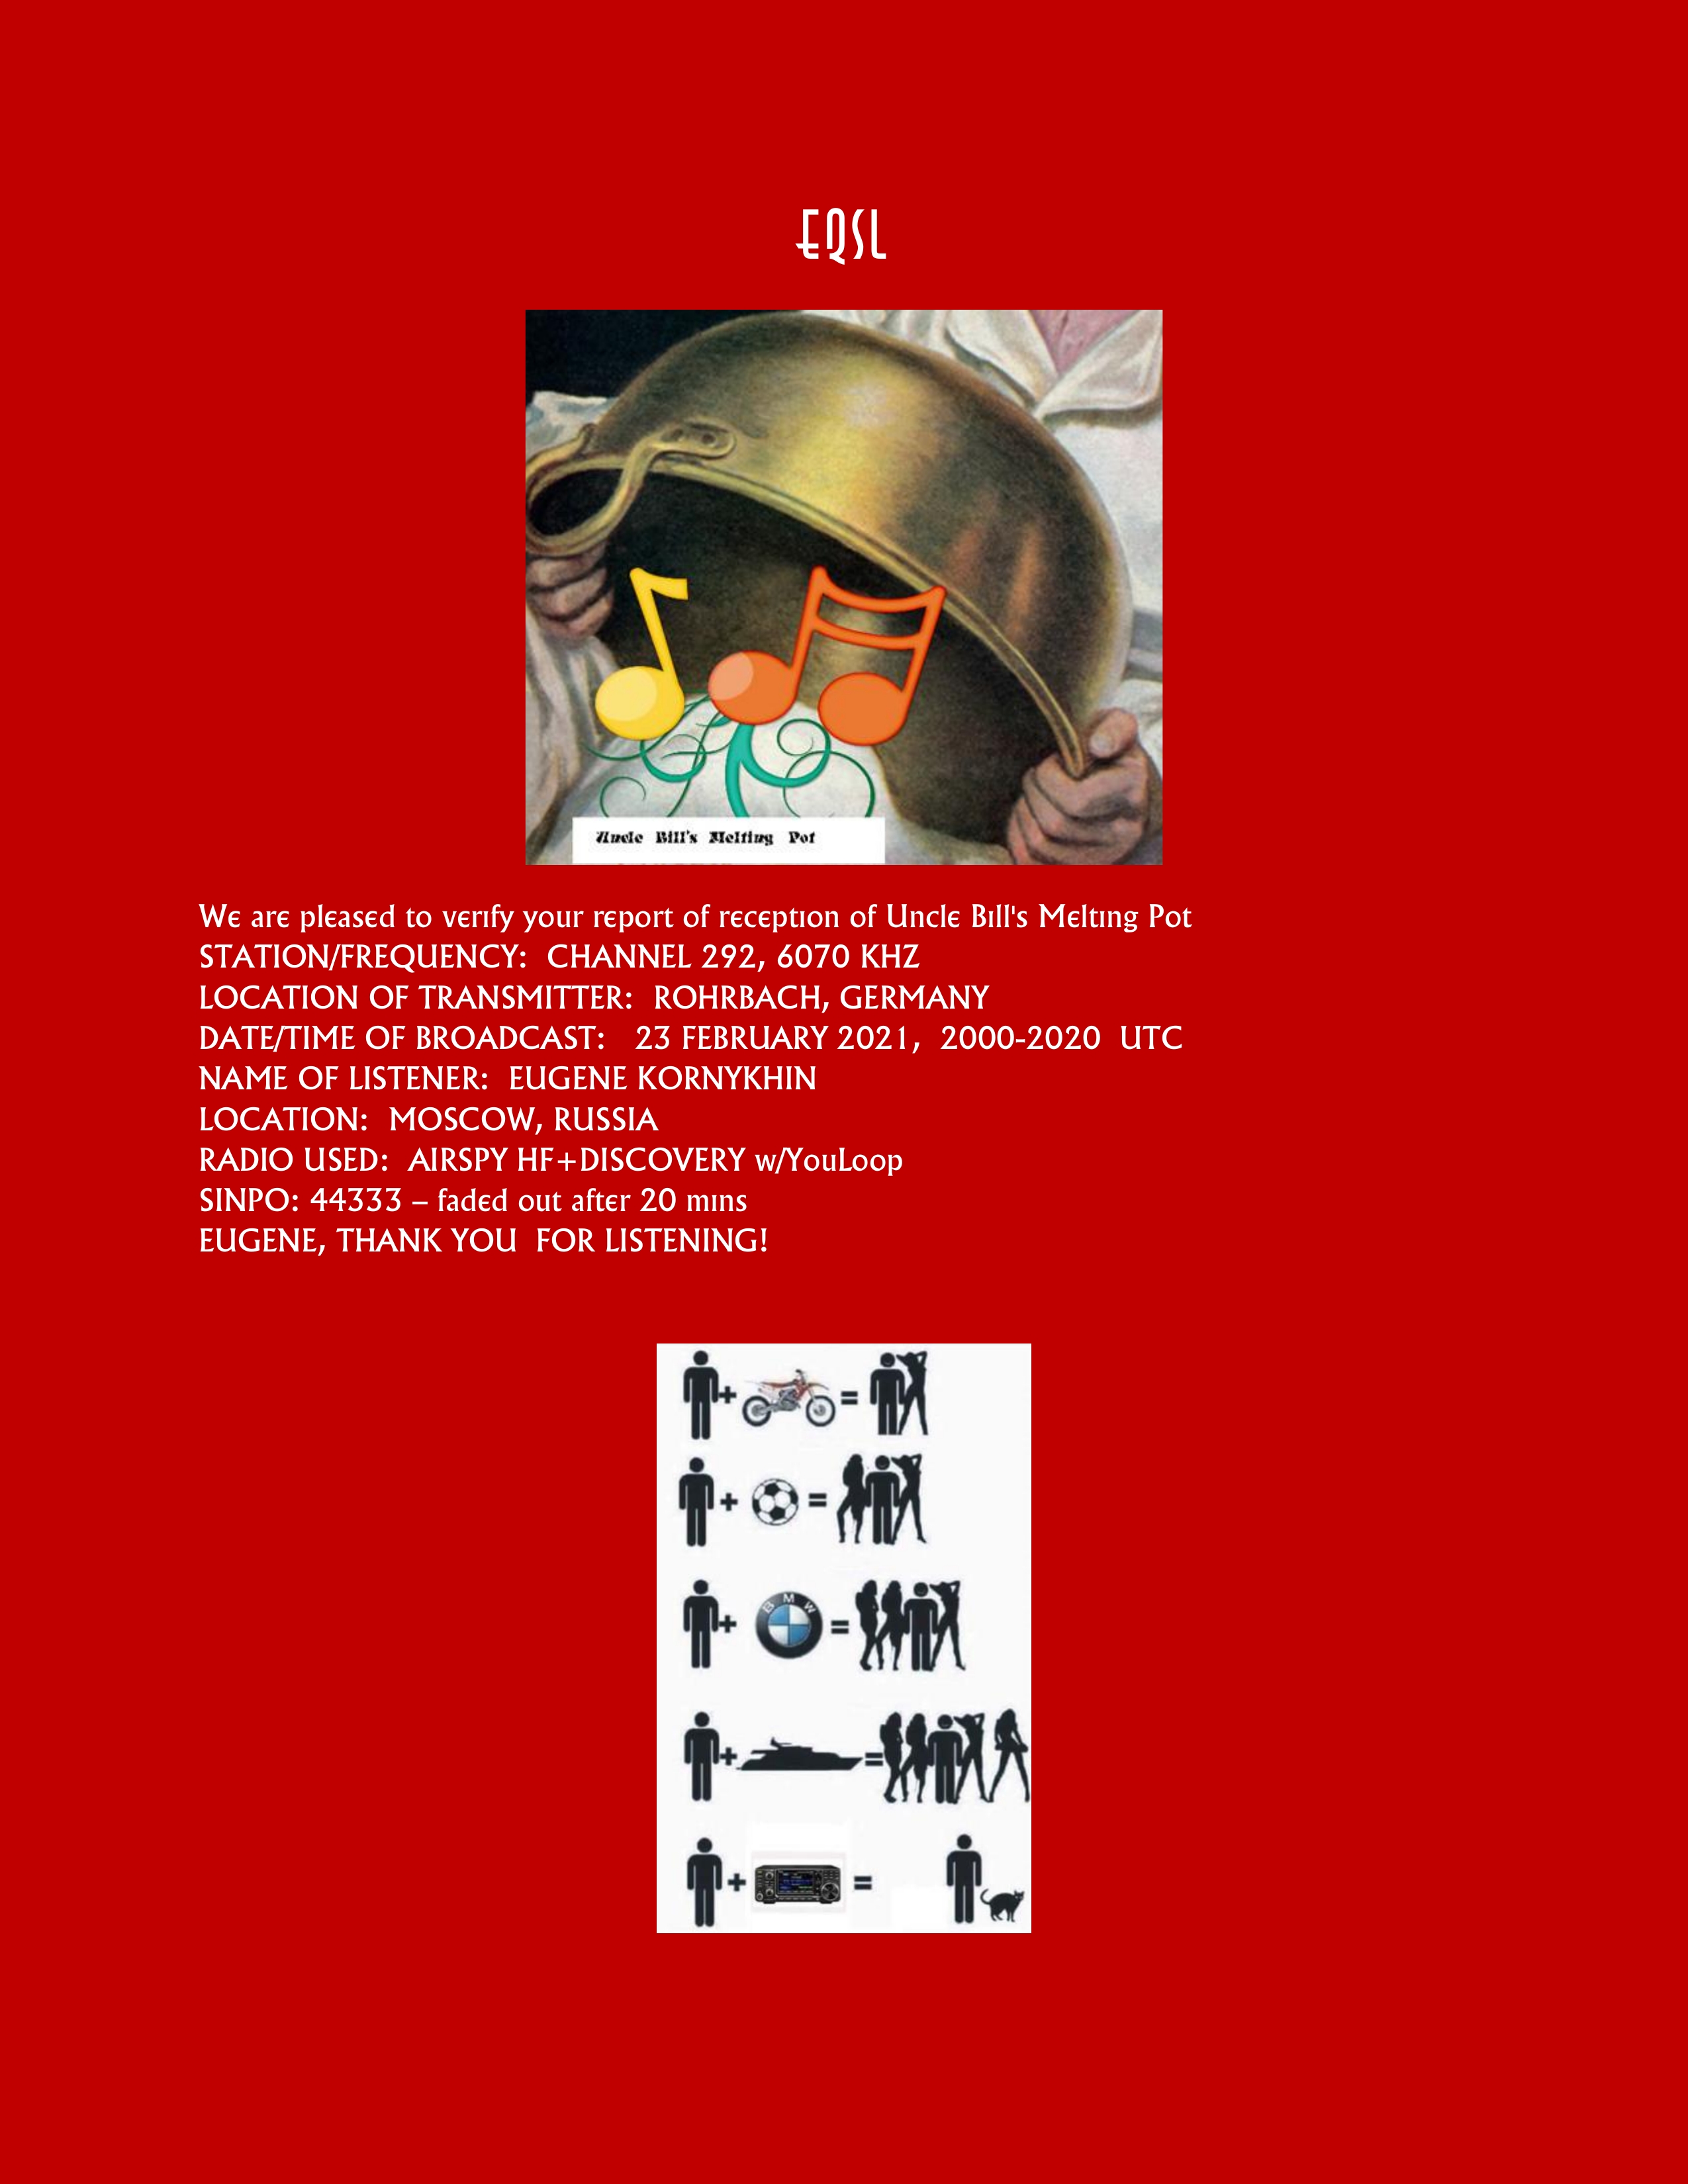 EQSL
Uncle Bill's Melting Pot
We are pleased to verify your report of reception of Uncle Bill's Melting Pot
STATION/FREQUENCY: CHANNEL 292, 6070 KHZ
LOCATION OF TRANSMITTER: ROHRBACH, GERMANY
DATE/TIME OF BROADCAST: 23 FEBRUARY 2021, 2000-2020 UTC
NAME OF LISTENER: EUGENE KORNYKHIN
LOCATION: MOSCOW, RUSSIA
RADIO USED: AIRSPY HF+DISCOVERY w/YouLoop
SINPO: 44333 – faded out after 20 mins
EUGENE, THANK YOU FOR LISTENING!
+ =
+ =
+ BMW =
+ =
+ =